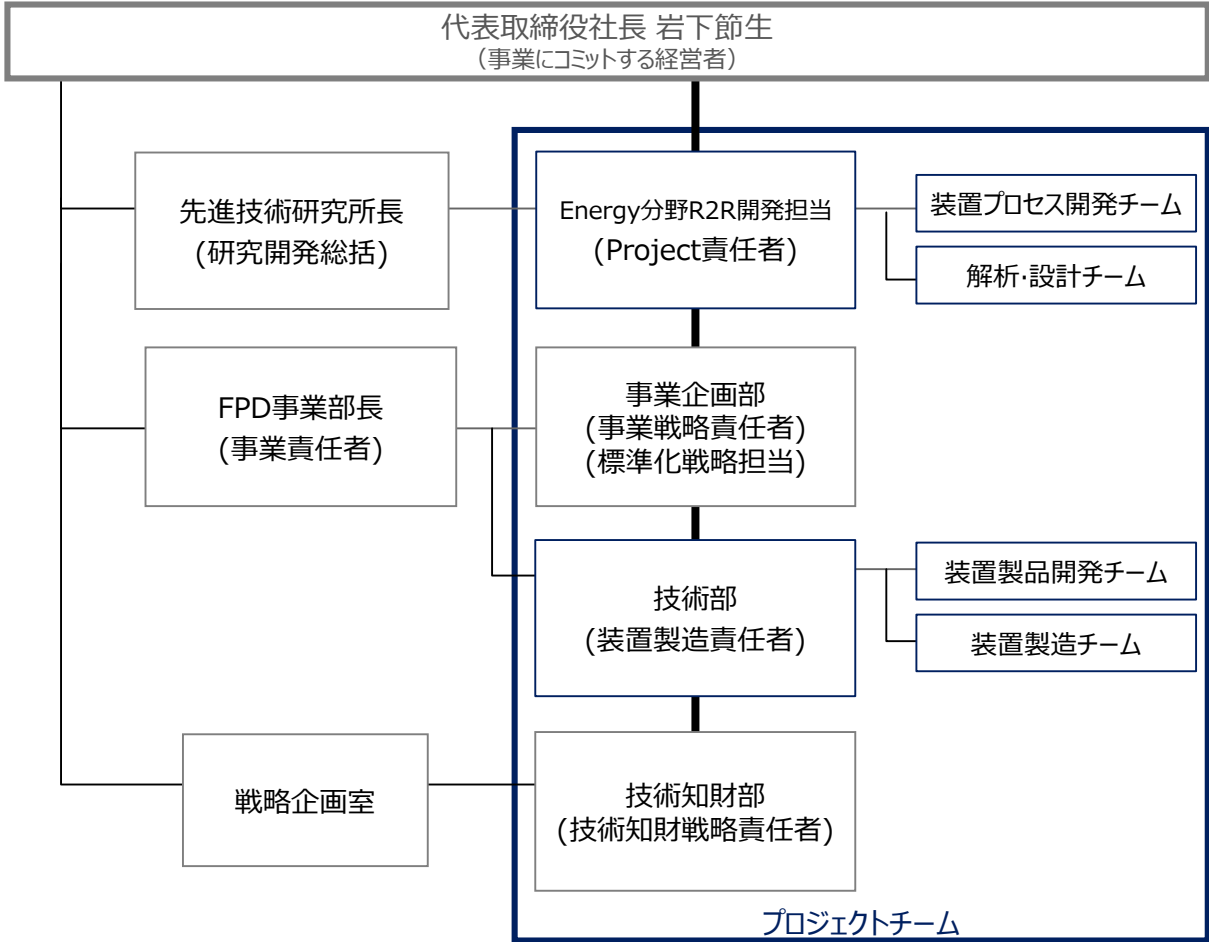 代表取締役社長 岩下節生
（事業にコミットする経営者）
先進技術研究所長
(研究開発総括)
Energy分野R2R開発担当
(Project責任者)
装置プロセス開発チーム
解析・設計チーム
FPD事業部長
(事業責任者)
事業企画部
(事業戦略責任者)
(標準化戦略担当)
技術部
(装置製造責任者)
装置製品開発チーム
装置製造チーム
戦略企画室
技術知財部
(技術知財戦略責任者)
プロジェクトチーム